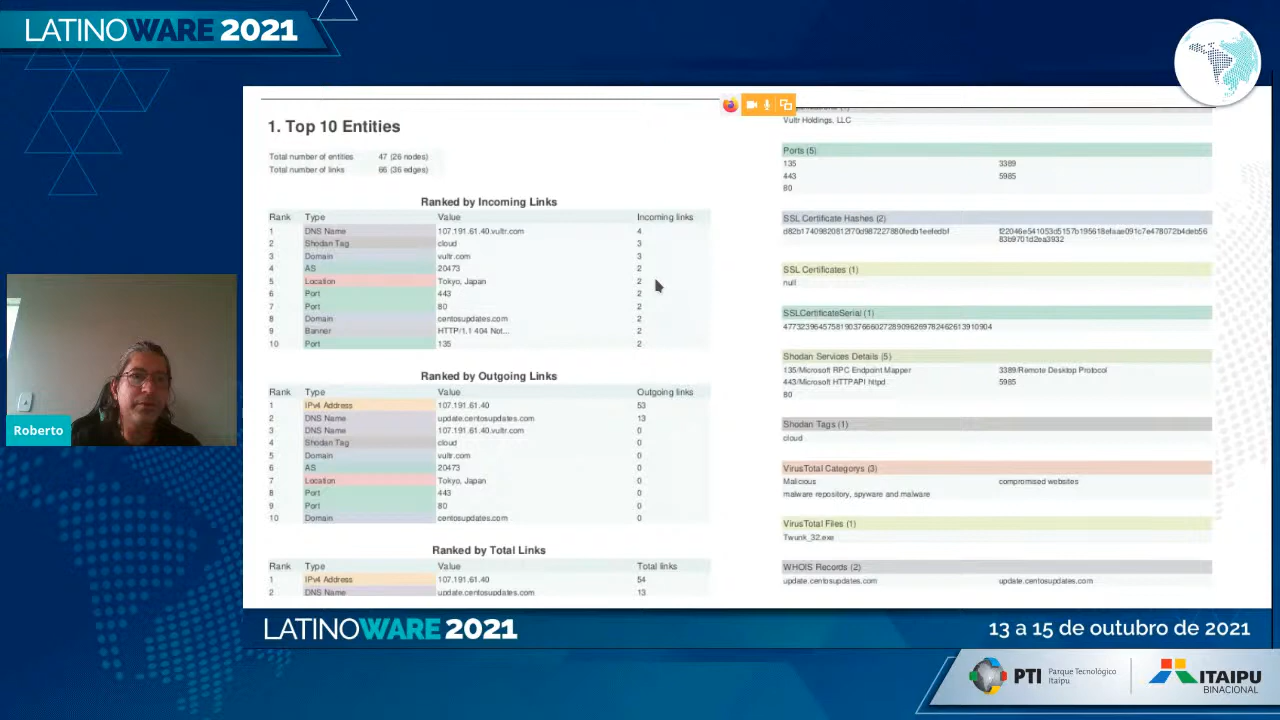 LATINOWARE 2021
1. Top 10 Entities
Total number of entities 47 (26 nodes)
Total number of links 66 (36 edges)
Ranked by Incoming Links
Rank Type Value Incoming links
1 DNS Name 107.191.61.40.vultr.com 4
2 Shodan Tag cloud 3
3 Domain vultr.com 3
4 AS 20473 2
5 Location Tokyo, Japan 2
6 Port 443 2
7 Port 80 2
8 Domain centosupdates.com 2
9 Banner HTTP/1.1 404 Not... 2
10 Port 135 2
Ranked by Outgoing Links
Rank Type Value Outgoing links
1 IPv4 Address 107.191.61.40 53
2 DNS Name update.centosupdates.com 13
3 DNS Name 107.191.61.40.vultr.com 0
4 Shodan Tag cloud 0
5 Domain vultr.com 0
6 AS 20473 0
7 Location Tokyo, Japan 0
8 Port 443 0
9 Port 80 0
10 Domain centosupdates.com 0
Ranked by Total Links
Rank Type Value Total links
1 IPv4 Address 107.191.61.40 54
2 DNS Name update.centosupdates.com 13
Vultr Holdings, LLC
Ports (5)
135 3389
443 5985
80
SSL Certificate Hashes (2)
SSL Certificates (1)
null
SSLCertificateSerial (1)
Shodan Services Details (5)
135/Microsoft RPC Endpoint Mapper 3389/Remote Desktop Protocol
443/Microsoft HTTPAPI httpd 5985
80
Shodan Tags (1)
cloud
VirusTotal Categorys (3)
Malicious compromised websites
malware repository, spyware and malware
VirusTotal Files (1)
Twunk_32.exe
WHOIS Records (2)
update.centosupdates.com update.centosupdates.com
Roberto
LATINOWARE 2021
13 a 15 de outubro de 2021
PTI Parque Tecnológico
Itaipu
ITAIPU
BINACIONAL